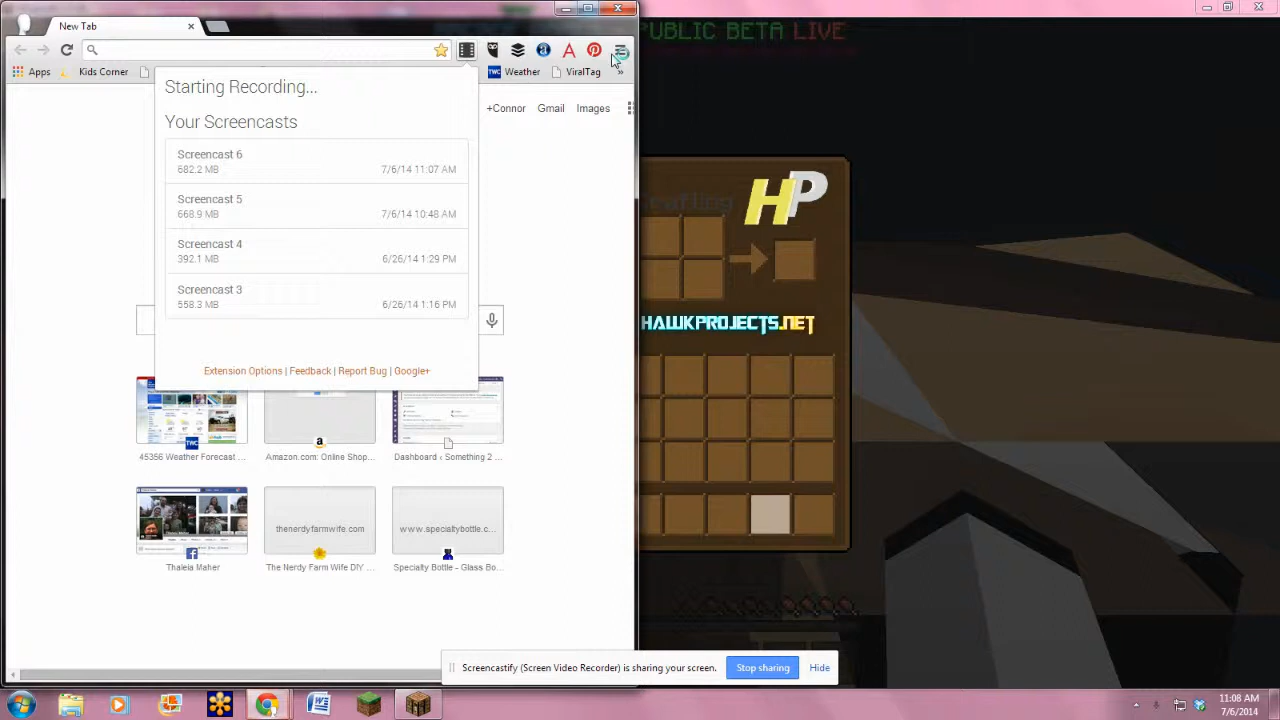 PUBLIC BETA LIVE
New Tab
Apps
Kids Corner
Weather
ViralTag
»
Starting Recording...
+Connor
Gmail
Images
Your Screencasts
Screencast 6
682.2 MB
7/6/14 11:07 AM
Screencast 5
668.9 MB
7/6/14 10:48 AM
Screencast 4
392.1 MB
6/26/14 1:29 PM
Screencast 3
558.3 MB
6/26/14 1:16 PM
Extension Options | Feedback | Report Bug | Google+
Crafting
HP
HAWKPROJECTS.NET
45356 Weather Forecast ...
Amazon.com: Online Shop...
Dashboard ‹ Something 2 ...
thenerdyfarmwife.com
www.specialtybottle.c...
Thaleia Maher
The Nerdy Farm Wife DIY ...
Specialty Bottle - Glass Bo...
Screencastify (Screen Video Recorder) is sharing your screen.
Stop sharing
Hide
11:08 AM
7/6/2014